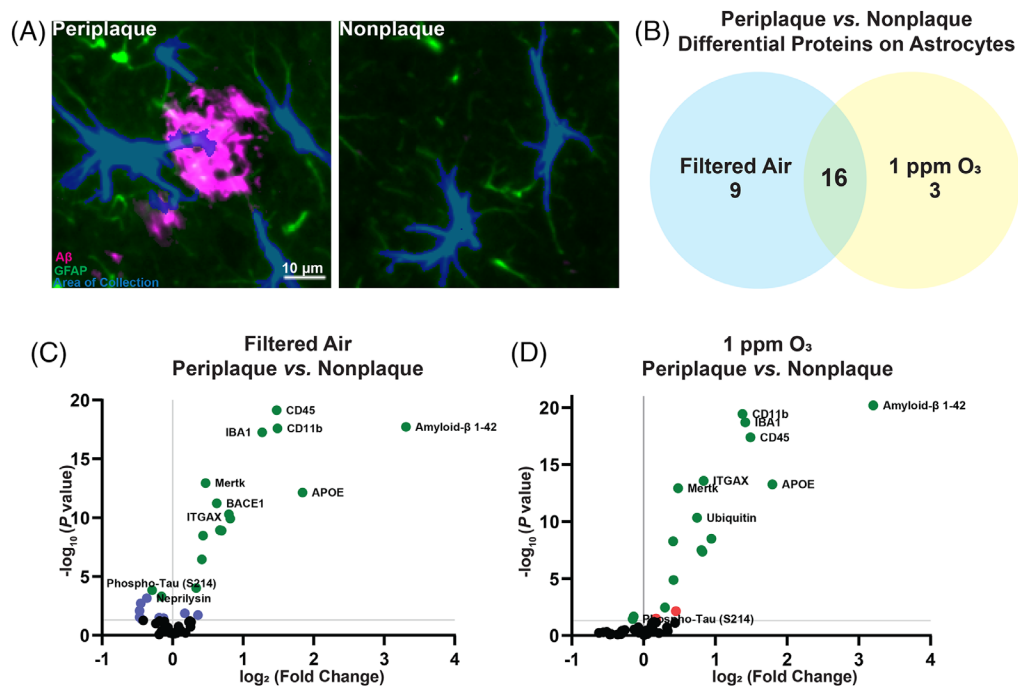 (A)
Periplaque
Nonplaque
Aβ
GFAP
Area of Collection
10 μm
(B)
Periplaque vs. Nonplaque
Differential Proteins on Astrocytes
Filtered Air
9
16
1 ppm O₃
3
(C)
Filtered Air
Periplaque vs. Nonplaque
-log₁₀ (P value)
20
15
10
5
0
CD45
CD11b
IBA1
Amyloid-β 1-42
Mertk
APOE
BACE1
ITGAX
Phospho-Tau (S214)
Neprilysin
-1 0 1 2 3 4
log₂ (Fold Change)
(D)
1 ppm O₃
Periplaque vs. Nonplaque
-log₁₀ (P value)
20
15
10
5
0
Amyloid-β 1-42
CD11b
IBA1
CD45
ITGAX
Mertk
APOE
Ubiquitin
Phospho-Tau (S214)
-1 0 1 2 3 4
log₂ (Fold Change)